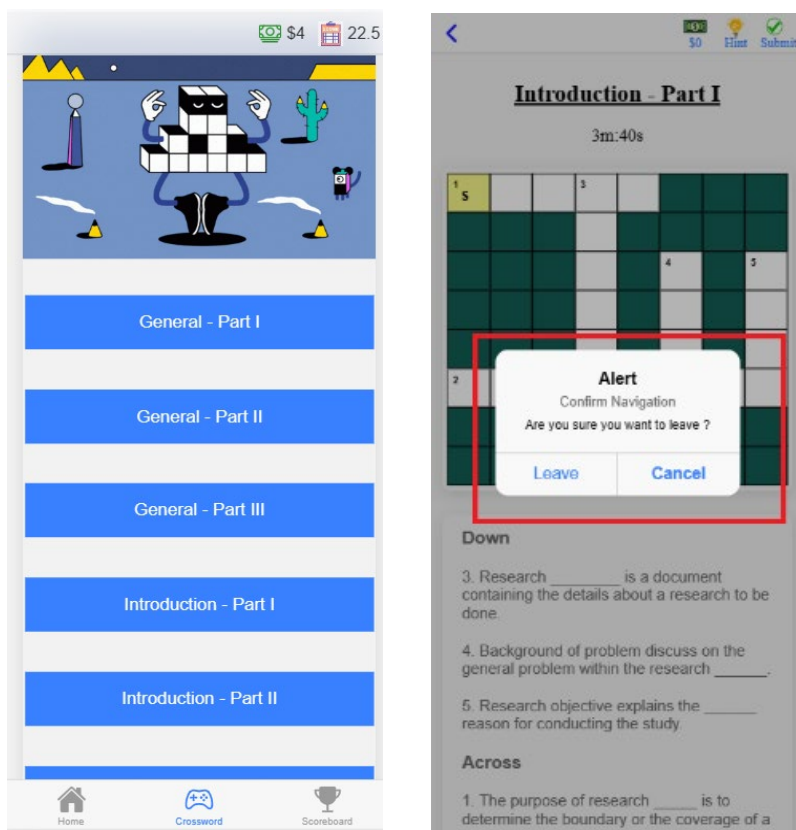 $4 22.5
General - Part I
General - Part II
General - Part III
Introduction - Part I
Introduction - Part II
Home Crossword Scoreboard
$0 Hint Submit
Introduction - Part I
3m:40s
1 3
S
4 5
2
Alert
Confirm Navigation
Are you sure you want to leave ?
Leave Cancel
Down
3. Research ________ is a document
containing the details about a research to be
done.
4. Background of problem discuss on the
general problem within the research ______.
5. Research objective explains the ______
reason for conducting the study.
Across
1. The purpose of research _____ is to
determine the boundary or the coverage of a